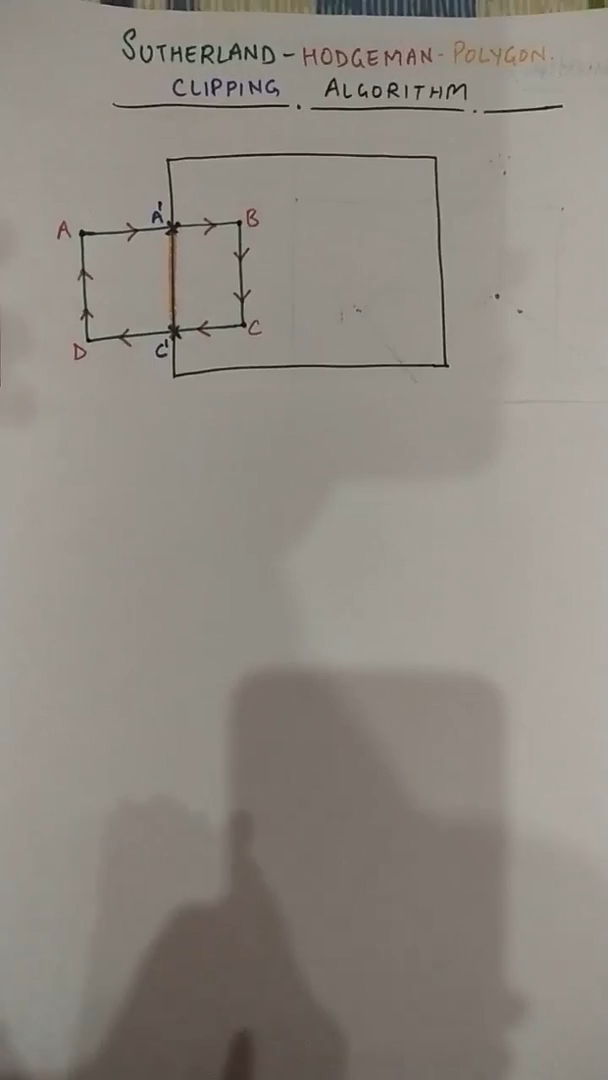 SUTHERLAND-HODGEMAN-POLYGON.
CLIPPING ALGORITHM
A A' B
D C' C